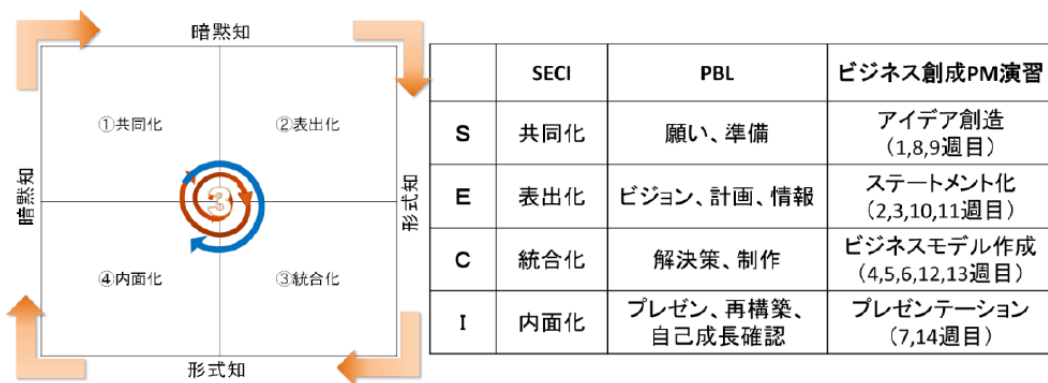 暗黙知
①共同化
②表出化
暗黙知
3
形式知
④内面化
③統合化
形式知
SECI PBL ビジネス創成PM演習
S 共同化 願い、準備 アイデア創造
(1,8,9週目)
E 表出化 ビジョン、計画、情報 ステートメント化
(2,3,10,11週目)
C 統合化 解決策、制作 ビジネスモデル作成
(4,5,6,12,13週目)
I 内面化 プレゼン、再構築、 プレゼンテーション
自己成長確認 (7,14週目)